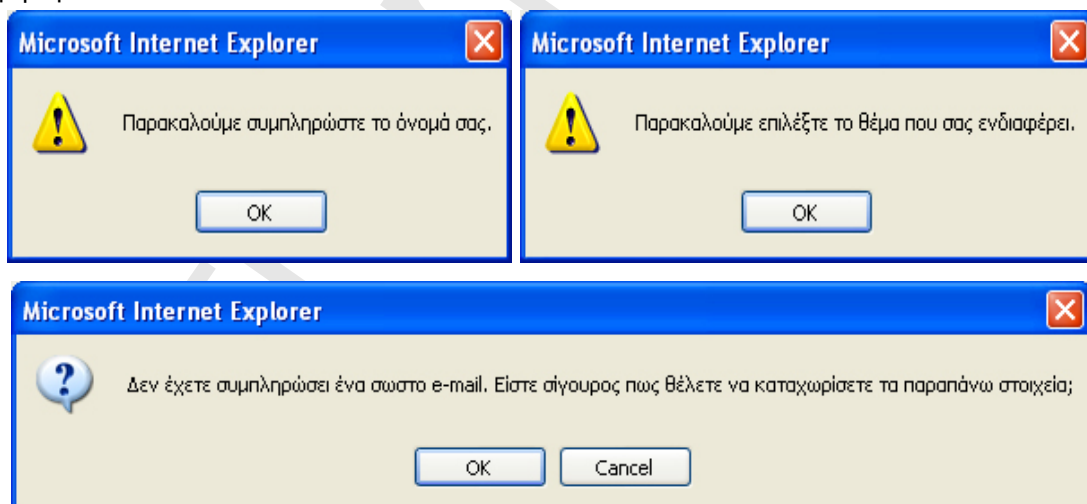 Microsoft Internet Explorer
Παρακαλούμε συμπληρώστε το όνομά σας.
OK
Microsoft Internet Explorer
Παρακαλούμε επιλέξτε το θέμα που σας ενδιαφέρει.
OK
Microsoft Internet Explorer
Δεν έχετε συμπληρώσει ένα σωστο e-mail. Είστε σίγουρος πως θέλετε να καταχωρίσετε τα παραπάνω στοιχεία;
OK
Cancel